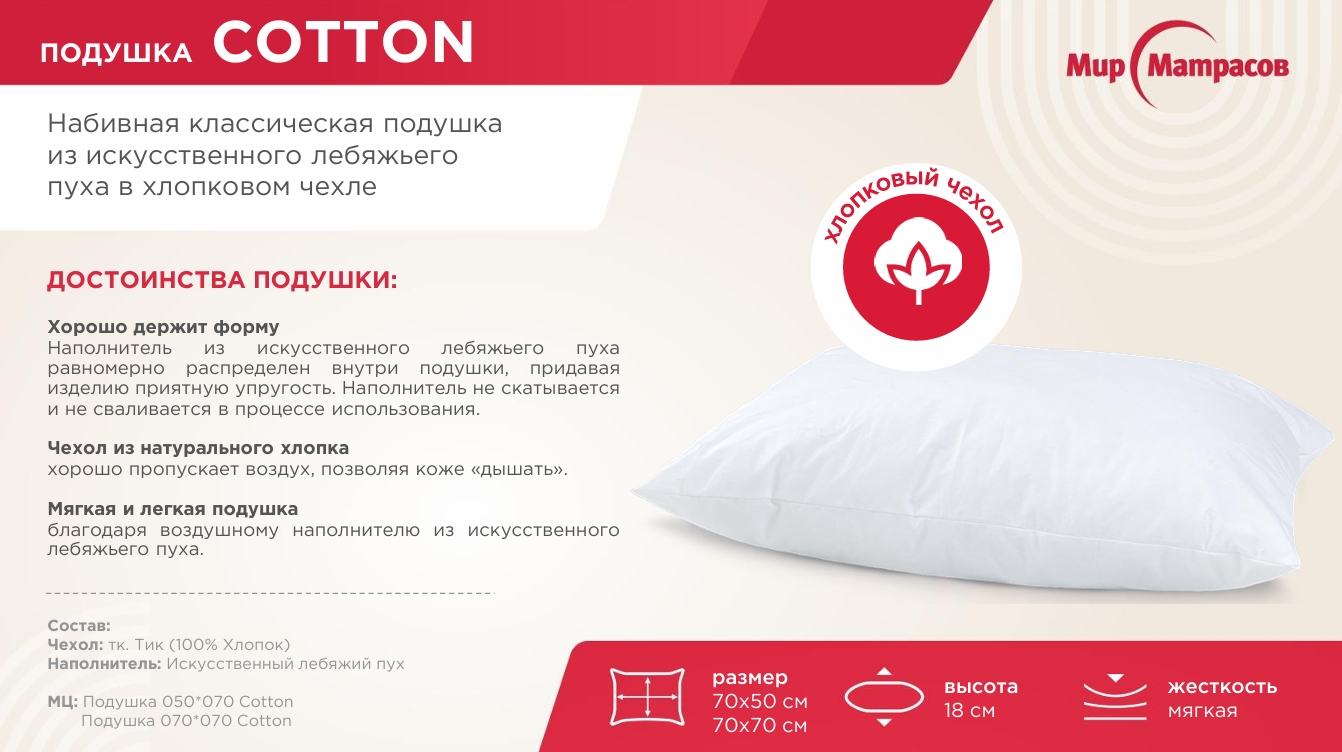 ПОДУШКА COTTON
Мир Матрасов
Набивная классическая подушка
из искусственного лебяжьего
пуха в хлопковом чехле
ХЛОПКОВЫЙ ЧЕХОЛ
ДОСТОИНСТВА ПОДУШКИ:
Хорошо держит форму
Наполнитель из искусственного лебяжьего пуха
равномерно распределен внутри подушки, придавая
изделию приятную упругость. Наполнитель не скатывается
и не сваливается в процессе использования.
Чехол из натурального хлопка
хорошо пропускает воздух, позволяя коже «дышать».
Мягкая и легкая подушка
благодаря воздушному наполнителю из искусственного
лебяжьего пуха.
Состав:
Чехол: тк. Тик (100% Хлопок)
Наполнитель: Искусственный лебяжий пух
МЦ: Подушка 050*070 Cotton
Подушка 070*070 Cotton
размер
70х50 см
70х70 см
высота
18 см
жесткость
мягкая